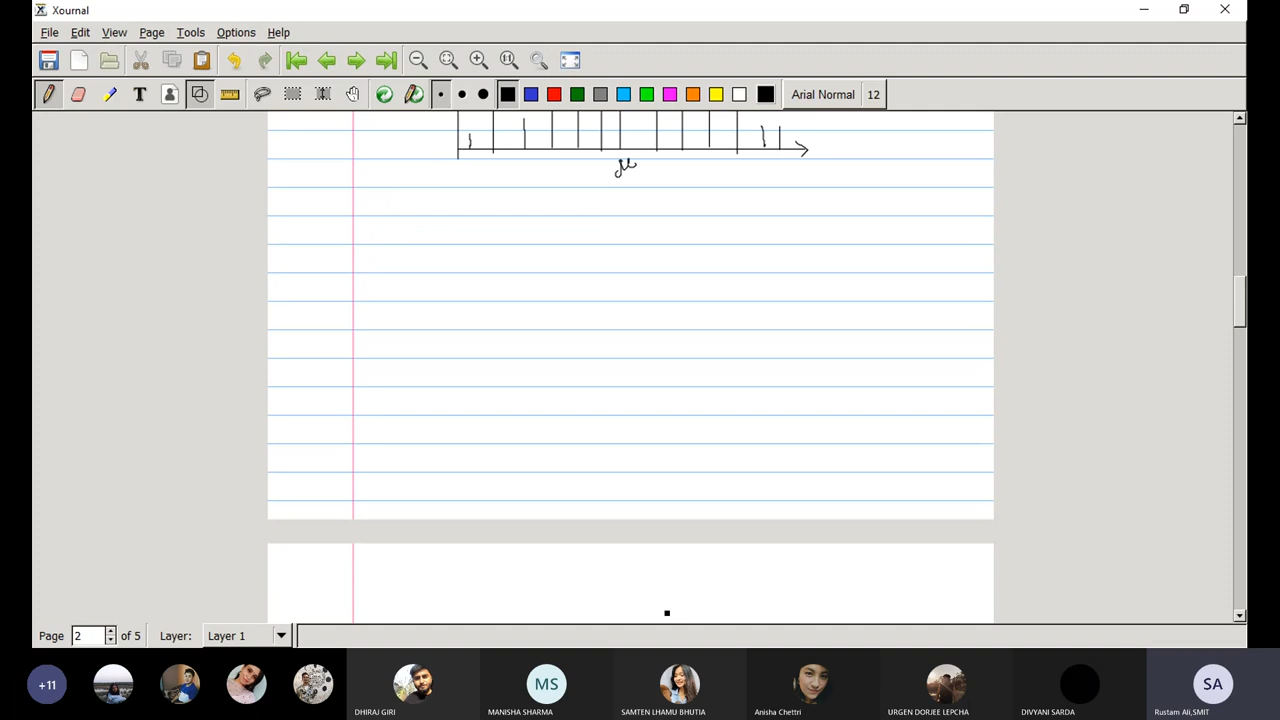 Xournal
File Edit View Page Tools Options Help
Arial Normal 12
μ
Page 2 of 5 Layer: Layer 1
+11 MS SA
DHIRAJ GIRI MANISHA SHARMA SAMTEN LHAMU BHUTIA Anisha Chettri URGEN DORJEE LEPCHA DIVYANI SARDA Rustam Ali,SMIT